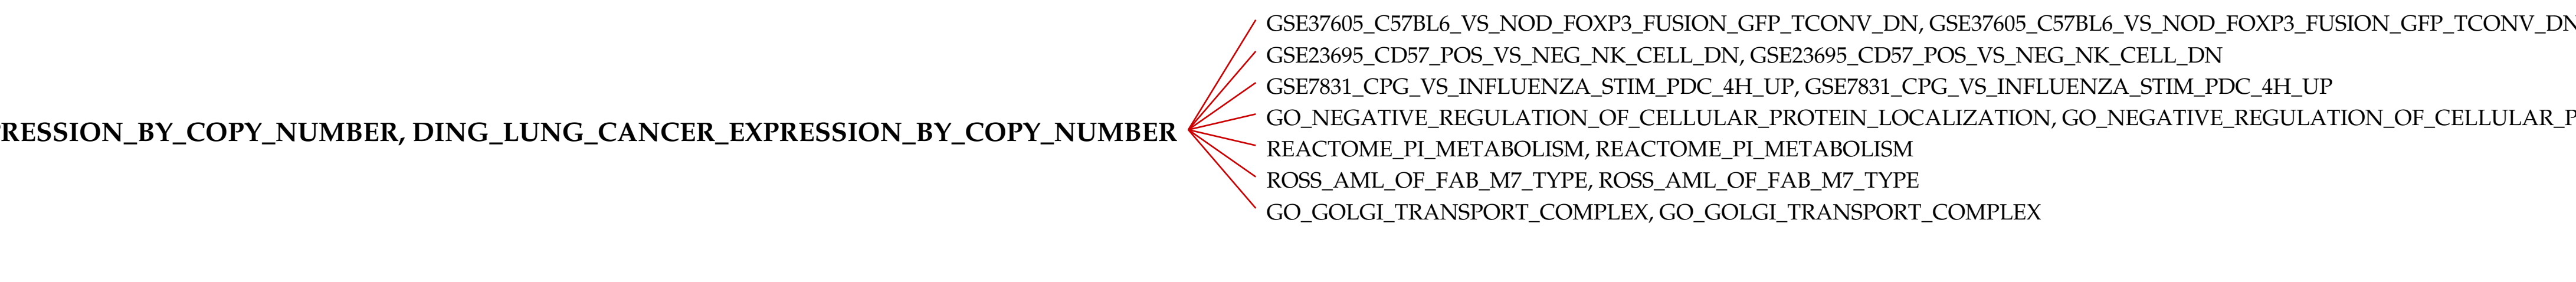 GSE37605_C57BL6_VS_NOD_FOXP3_FUSION_GFP_TCONV_DN, GSE37605_C57BL6_VS_NOD_FOXP3_FUSION_GFP_TCONV_DN
GSE23695_CD57_POS_VS_NEG_NK_CELL_DN, GSE23695_CD57_POS_VS_NEG_NK_CELL_DN
GSE7831_CPG_VS_INFLUENZA_STIM_PDC_4H_UP, GSE7831_CPG_VS_INFLUENZA_STIM_PDC_4H_UP
GO_NEGATIVE_REGULATION_OF_CELLULAR_PROTEIN_LOCALIZATION, GO_NEGATIVE_REGULATION_OF_CELLULAR_P
RESSION_BY_COPY_NUMBER, DING_LUNG_CANCER_EXPRESSION_BY_COPY_NUMBER
REACTOME_PI_METABOLISM, REACTOME_PI_METABOLISM
ROSS_AML_OF_FAB_M7_TYPE, ROSS_AML_OF_FAB_M7_TYPE
GO_GOLGI_TRANSPORT_COMPLEX, GO_GOLGI_TRANSPORT_COMPLEX